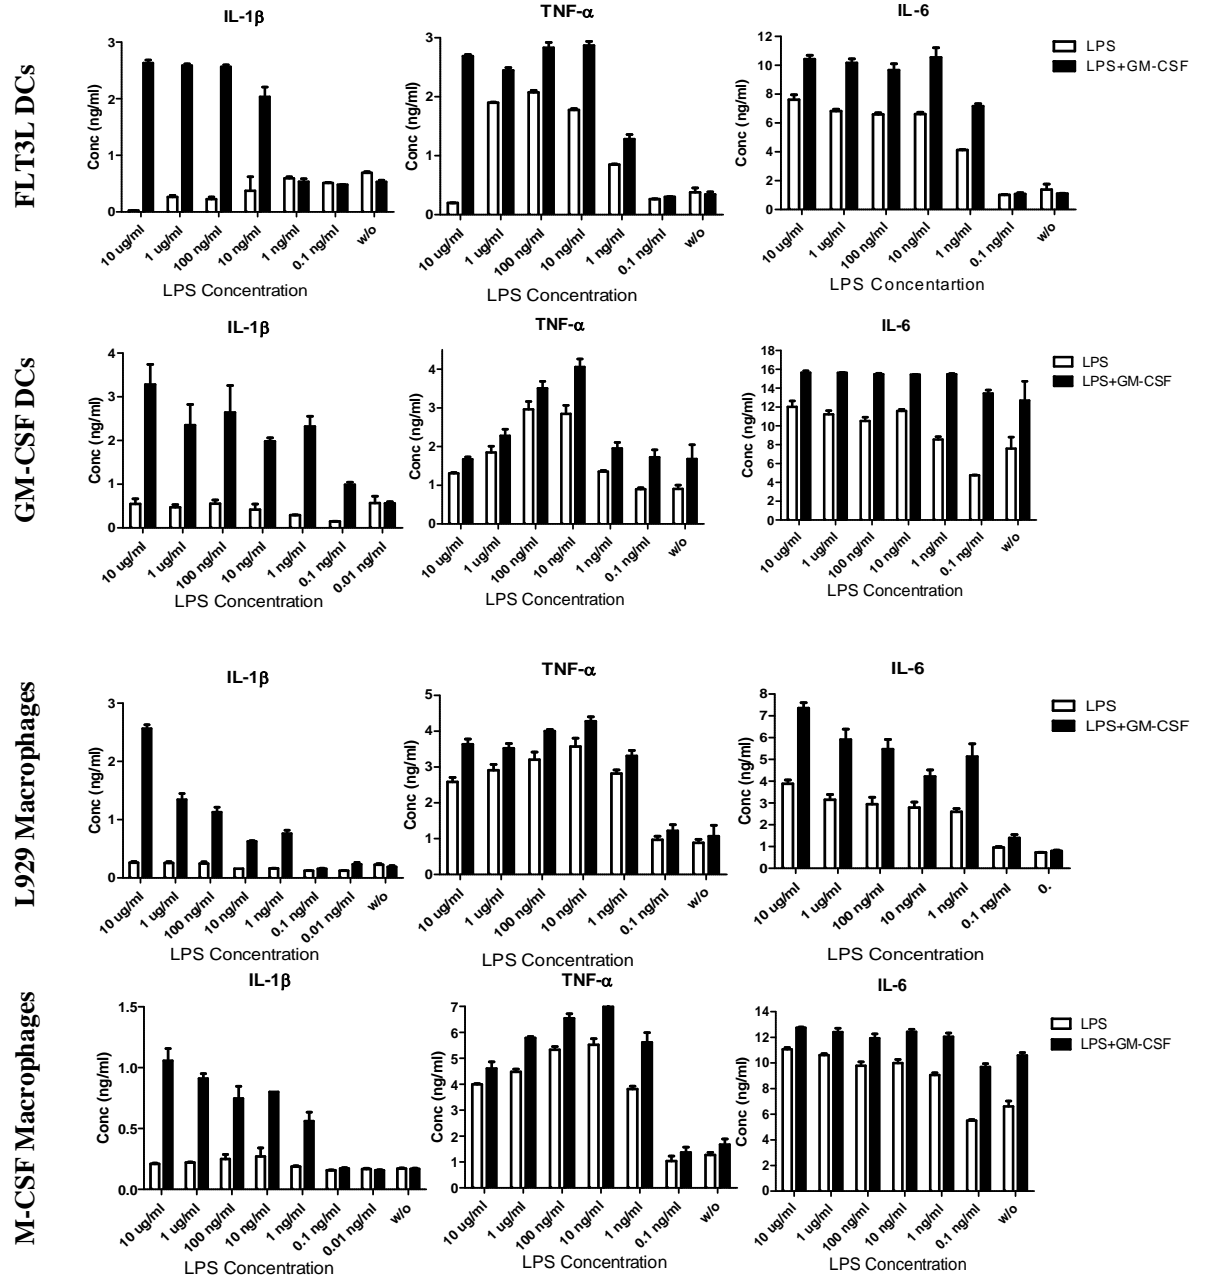 FLT3L DCs
IL-1β
Conc (ng/ml)
3
2
1
0
10 ug/ml
1 ug/ml
100 ng/ml
10 ng/ml
1 ng/ml
0.1 ng/ml
w/o
LPS Concentration
TNF-α
Conc (ng/ml)
3
2
1
0
10 ug/ml
1 ug/ml
100 ng/ml
10 ng/ml
1 ng/ml
0.1 ng/ml
w/o
LPS Concentration
IL-6
Conc (ng/ml)
12
10
8
6
4
2
0
10 ug/ml
1 ug/ml
100 ng/ml
10 ng/ml
1 ng/ml
0.1 ng/ml
w/o
LPS Concentartion
LPS
LPS+GM-CSF
GM-CSF DCs
IL-1β
Conc (ng/ml)
4
3
2
1
0
10 ug/ml
1 ug/ml
100 ng/ml
10 ng/ml
1 ng/ml
0.1 ng/ml
0.01 ng/ml
LPS Concentration
TNF-α
Conc (ng/ml)
4
3
2
1
0
10 ug/ml
1 ug/ml
100 ng/ml
10 ng/ml
1 ng/ml
0.1 ng/ml
w/o
LPS Concentration
IL-6
Conc (ng/ml)
18
16
14
12
10
8
6
4
2
0
10 ug/ml
1 ug/ml
100 ng/ml
10 ng/ml
1 ng/ml
0.1 ng/ml
w/o
LPS Concentration
LPS
LPS+GM-CSF
L929 Macrophages
IL-1β
Conc (ng/ml)
3
2
1
0
10 ug/ml
1 ug/ml
100 ng/ml
10 ng/ml
1 ng/ml
0.1 ng/ml
0.01 ng/ml
w/o
LPS Concentration
TNF-α
Conc (ng/ml)
5
4
3
2
1
0
10 ug/ml
1 ug/ml
100 ng/ml
10 ng/ml
1 ng/ml
0.1 ng/ml
w/o
LPS Concentration
IL-6
Conc (ng/ml)
8
7
6
5
4
3
2
1
0
10 ug/ml
1 ug/ml
100 ng/ml
10 ng/ml
1 ng/ml
0.1 ng/ml
0.
LPS Concentration
LPS
LPS+GM-CSF
M-CSF Macrophages
IL-1β
Conc (ng/ml)
1.5
1.0
0.5
0.0
10 ug/ml
1 ug/ml
100 ng/ml
10 ng/ml
1 ng/ml
0.1 ng/ml
0.01 ng/ml
w/o
LPS Concentration
TNF-α
Conc (ng/ml)
7
6
5
4
3
2
1
0
10 ug/ml
1 ug/ml
100 ng/ml
10 ng/ml
1 ng/ml
0.1 ng/ml
w/o
LPS Concentration
IL-6
Conc (ng/ml)
14
12
10
8
6
4
2
0
10 ug/ml
1 ug/ml
100 ng/ml
10 ng/ml
1 ng/ml
0.1 ng/ml
w/o
LPS Concentration
LPS
LPS+GM-CSF